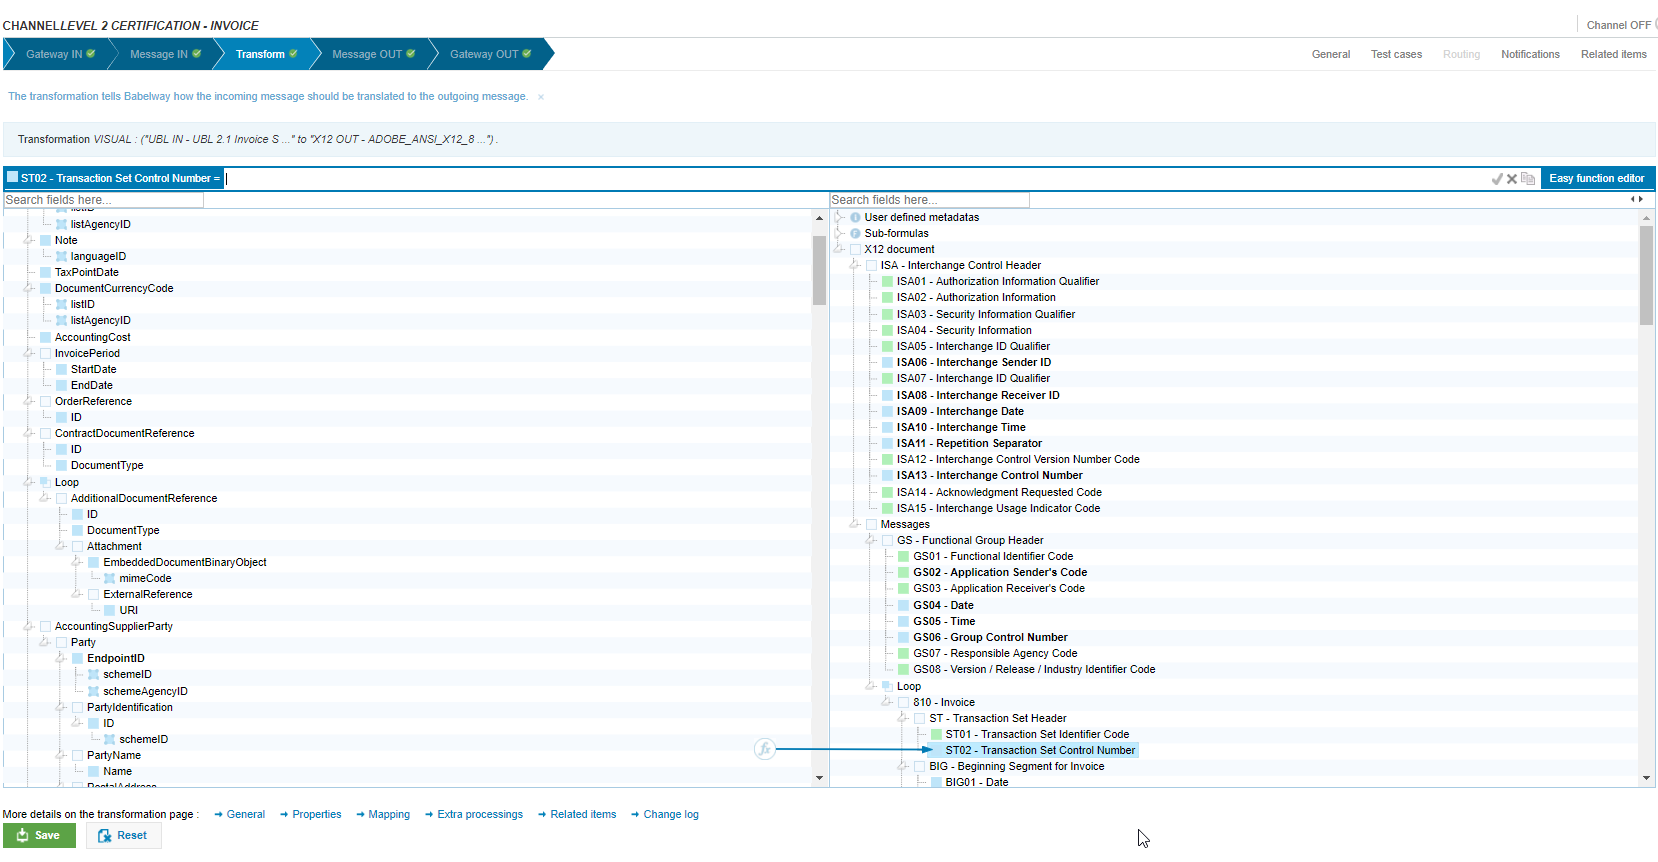 CHANNELLEVEL 2 CERTIFICATION - INVOICE
Channel OFF
Gateway IN
Message IN
Transform
Message OUT
Gateway OUT
General
Test cases
Routing
Notifications
Related items
The transformation tells Babelway how the incoming message should be translated to the outgoing message. ×
Transformation VISUAL : ("UBL IN - UBL 2.1 Invoice S ..." to "X12 OUT - ADOBE_ANSI_X12_8 ...") .
ST02 - Transaction Set Control Number =
Easy function editor
Search fields here...
listID
listAgencyID
Note
languageID
TaxPointDate
DocumentCurrencyCode
listID
listAgencyID
AccountingCost
InvoicePeriod
StartDate
EndDate
OrderReference
ID
ContractDocumentReference
ID
DocumentType
Loop
AdditionalDocumentReference
ID
DocumentType
Attachment
EmbeddedDocumentBinaryObject
mimeCode
ExternalReference
URI
AccountingSupplierParty
Party
EndpointID
schemeID
schemeAgencyID
PartyIdentification
ID
schemeID
PartyName
Name
PostalAddress
fx
Search fields here...
User defined metadatas
Sub-formulas
X12 document
ISA - Interchange Control Header
ISA01 - Authorization Information Qualifier
ISA02 - Authorization Information
ISA03 - Security Information Qualifier
ISA04 - Security Information
ISA05 - Interchange ID Qualifier
ISA06 - Interchange Sender ID
ISA07 - Interchange ID Qualifier
ISA08 - Interchange Receiver ID
ISA09 - Interchange Date
ISA10 - Interchange Time
ISA11 - Repetition Separator
ISA12 - Interchange Control Version Number Code
ISA13 - Interchange Control Number
ISA14 - Acknowledgment Requested Code
ISA15 - Interchange Usage Indicator Code
Messages
GS - Functional Group Header
GS01 - Functional Identifier Code
GS02 - Application Sender's Code
GS03 - Application Receiver's Code
GS04 - Date
GS05 - Time
GS06 - Group Control Number
GS07 - Responsible Agency Code
GS08 - Version / Release / Industry Identifier Code
Loop
810 - Invoice
ST - Transaction Set Header
ST01 - Transaction Set Identifier Code
ST02 - Transaction Set Control Number
BIG - Beginning Segment for Invoice
BIG01 - Date
More details on the transformation page : General Properties Mapping Extra processings Related items Change log
Save
Reset